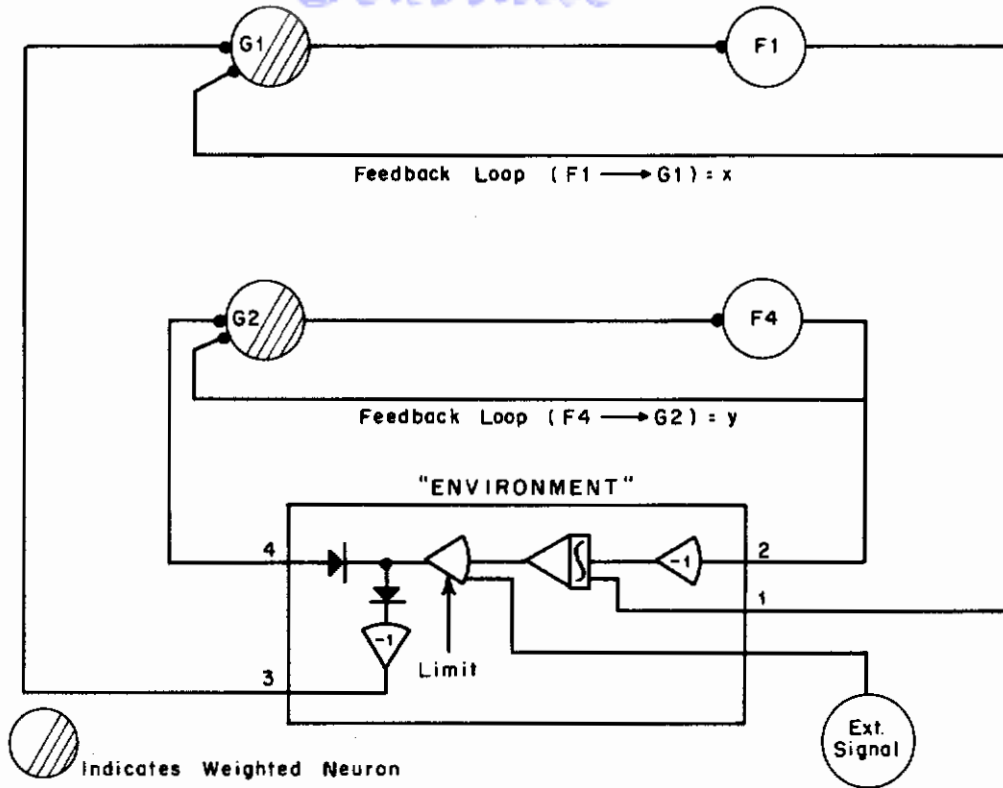 G1
F1
Feedback Loop (F1 → G1) = x
G2
F4
Feedback Loop (F4 → G2) = y
"ENVIRONMENT"
4
-1
2
1
-1
Limit
3
Ext.
Signal
Indicates Weighted Neuron